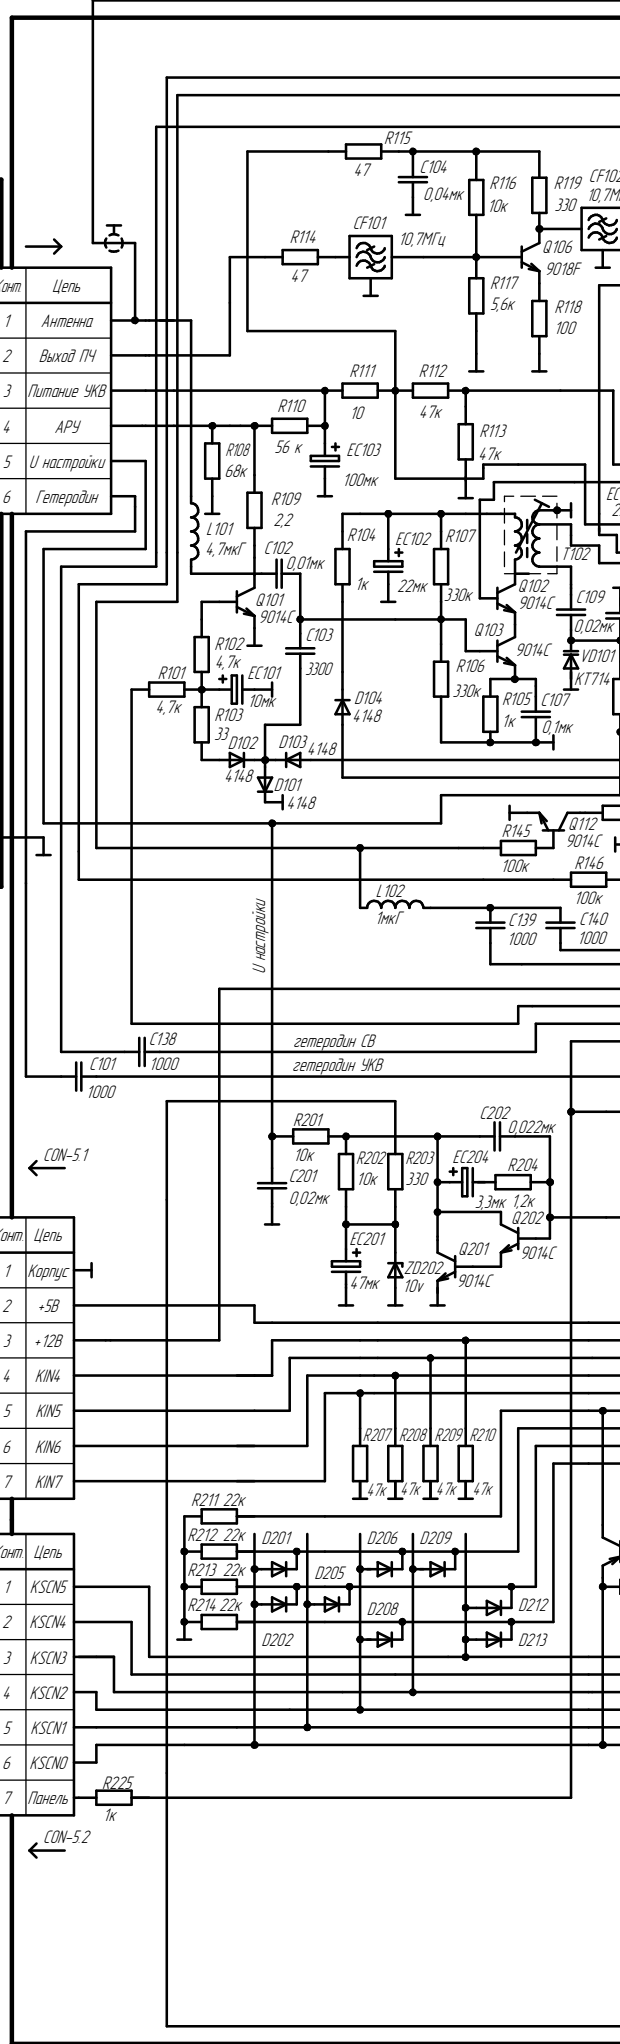 R115
47
C104
0,04мк
R116
10к
R119
330
CF102
R114
47
CF101
10,7МГц
Q106
9018F
R117
5,6к
R118
100
Конт. Цепь
1 Антенна
2 Выход ПЧ
3 Питание УКВ
4 АРУ
5 U настройки
6 Гетеродин
R111
10
R112
47к
R110
56 к
R108
68к
EC103
100мк
R113
47к
R109
2,2
L101
4,7мкГ
C102
0,01мк
R104
1к
EC102
22мк
R107
330к
T102
Q101
9014C
Q102
9014C
C109
0,02мк
R102
4,7к
C103
3300
Q103
9014C
R101
4,7к
EC101
10мк
R106
330к
VD101
КТ714
R103
33
D104
4148
R105
1к
C107
0,1мк
D102
4148
D103
4148
D101
4148
R145
100к
Q112
9014C
R146
100к
L102
1мкГ
U настройки
C139
1000
C140
1000
C138
1000
гетеродин СВ
C101
1000
гетеродин УКВ
CON-5.1
R201
10к
C202
0,022мк
C201
0,02мк
R202
10к
R203
330
EC204
3,3мк
R204
1,2к
Q202
9014C
EC201
47мк
ZD202
10v
Q201
9014C
Конт. Цепь
1 Корпус
2 +5В
3 +12В
4 KIN4
5 KIN5
6 KIN6
7 KIN7
R207
47к
R208
47к
R209
47к
R210
47к
R211 22к
R212 22к
R213 22к
R214 22к
D201
D205
D206
D209
D202
D208
D212
D213
Конт. Цепь
1 KSCN5
2 KSCN4
3 KSCN3
4 KSCN2
5 KSCN1
6 KSCN0
7 Панель
R225
1к
CON-5.2